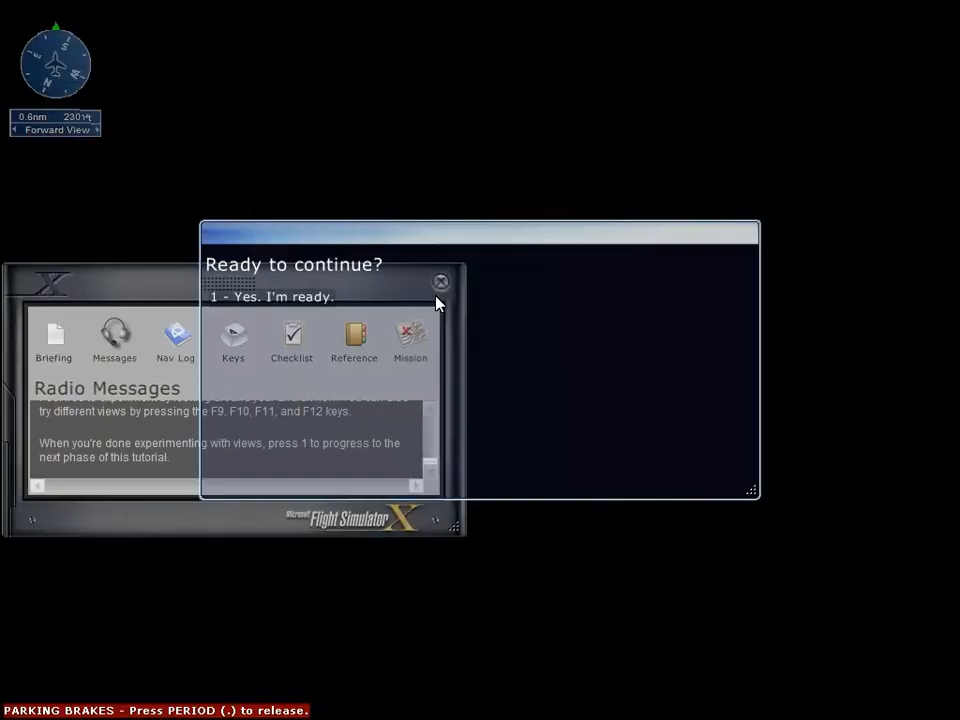 S
E
W
N
0.6nm 2301ft
Forward View
Ready to continue?
1 - Yes. I'm ready.
X
Briefing Messages Nav Log Keys Checklist Reference Mission
Radio Messages
try different views by pressing the F9, F10, F11, and F12 keys.
When you're done experimenting with views, press 1 to progress to the
next phase of this tutorial.
Microsoft Flight Simulator X
PARKING BRAKES - Press PERIOD (.) to release.